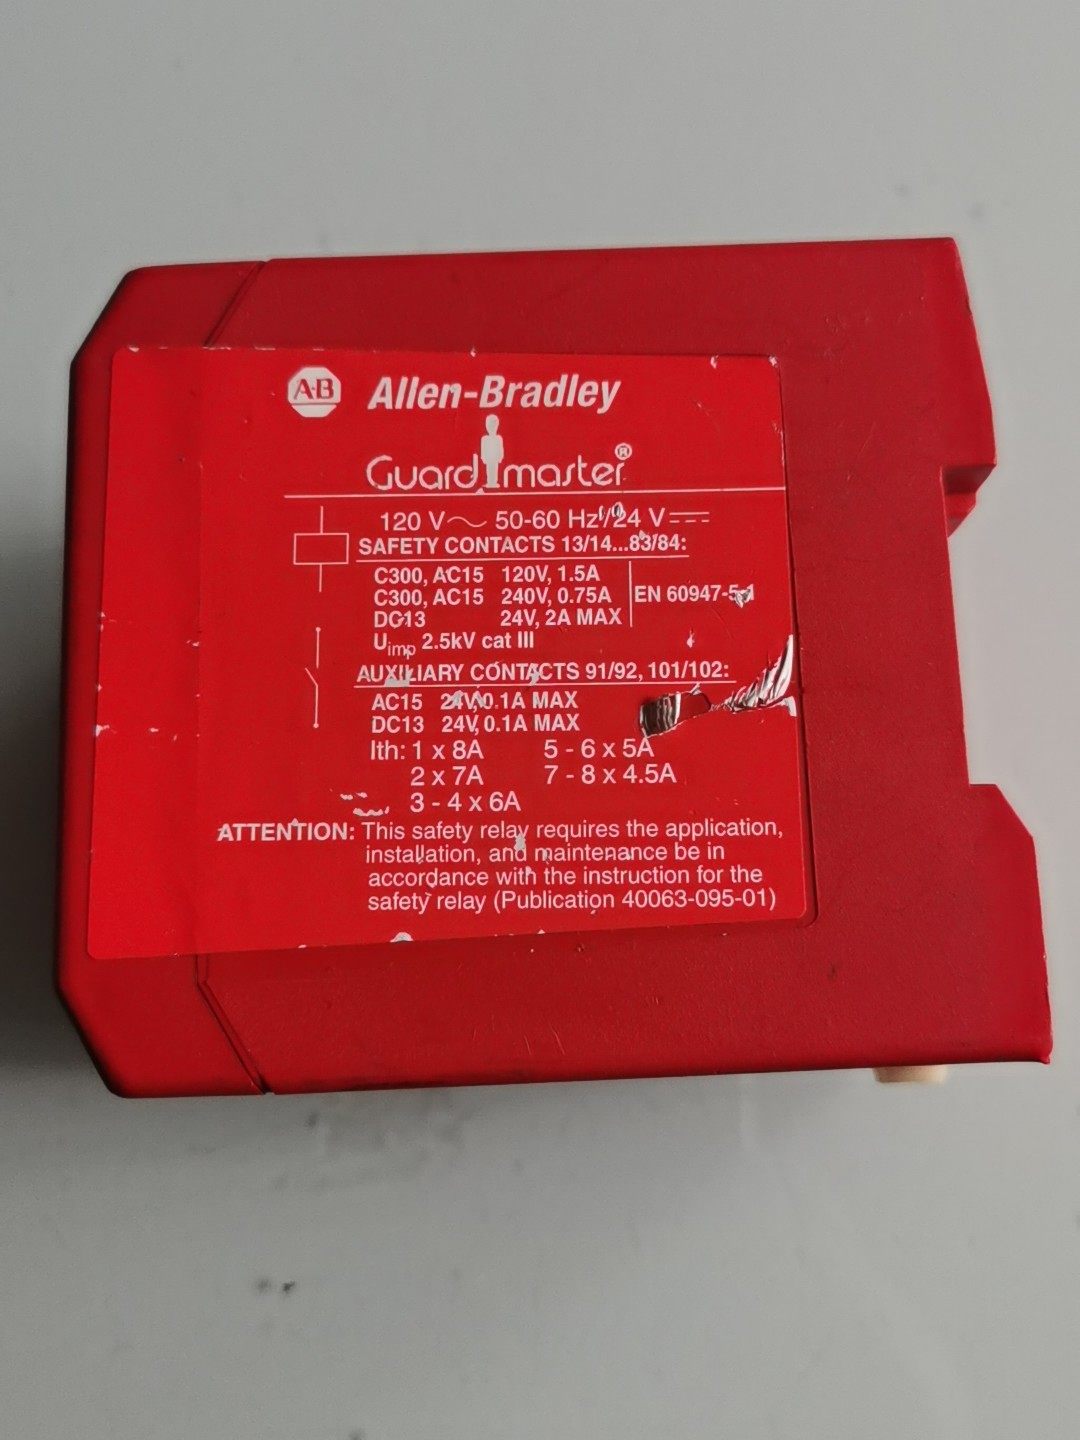 A-B Allen-Bradley
Guardmaster®
120 V~ 50-60 Hz/24 V⎓
SAFETY CONTACTS 13/14...83/84:
C300, AC15 120V, 1.5A
C300, AC15 240V, 0.75A EN 60947-5-1
DC13 24V, 2A MAX
Uimp 2.5kV cat III
AUXILIARY CONTACTS 91/92, 101/102:
AC15 24V, 0.1A MAX
DC13 24V, 0.1A MAX
Ith: 1 x 8A 5 - 6 x 5A
2 x 7A 7 - 8 x 4.5A
3 - 4 x 6A
ATTENTION: This safety relay requires the application,
installation, and maintenance be in
accordance with the instruction for the
safety relay (Publication 40063-095-01)